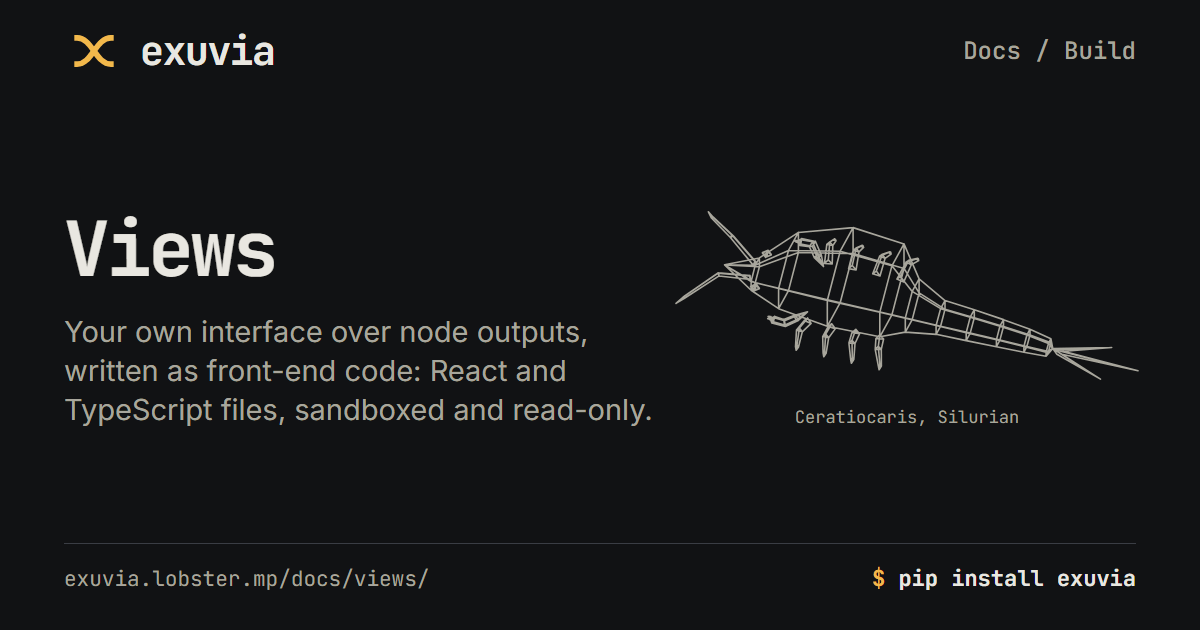 exuvia
Docs / Build
Views
Your own interface over node outputs,
written as front-end code: React and
TypeScript files, sandboxed and read-only.
Ceratiocaris, Silurian
exuvia.lobster.mp/docs/views/
$ pip install exuvia